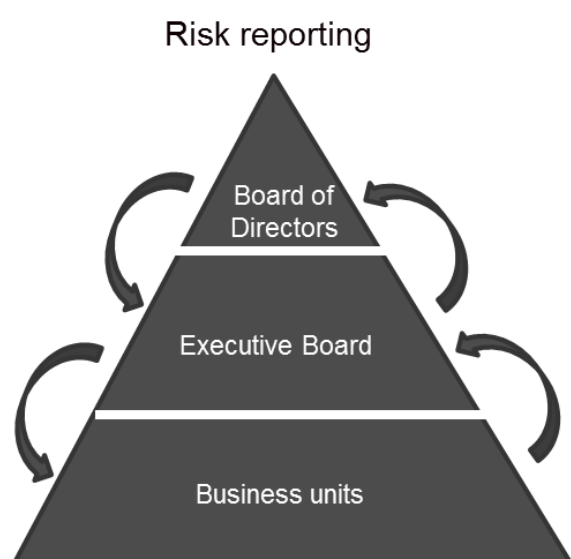 Risk reporting
Board of
Directors
Executive Board
Business units